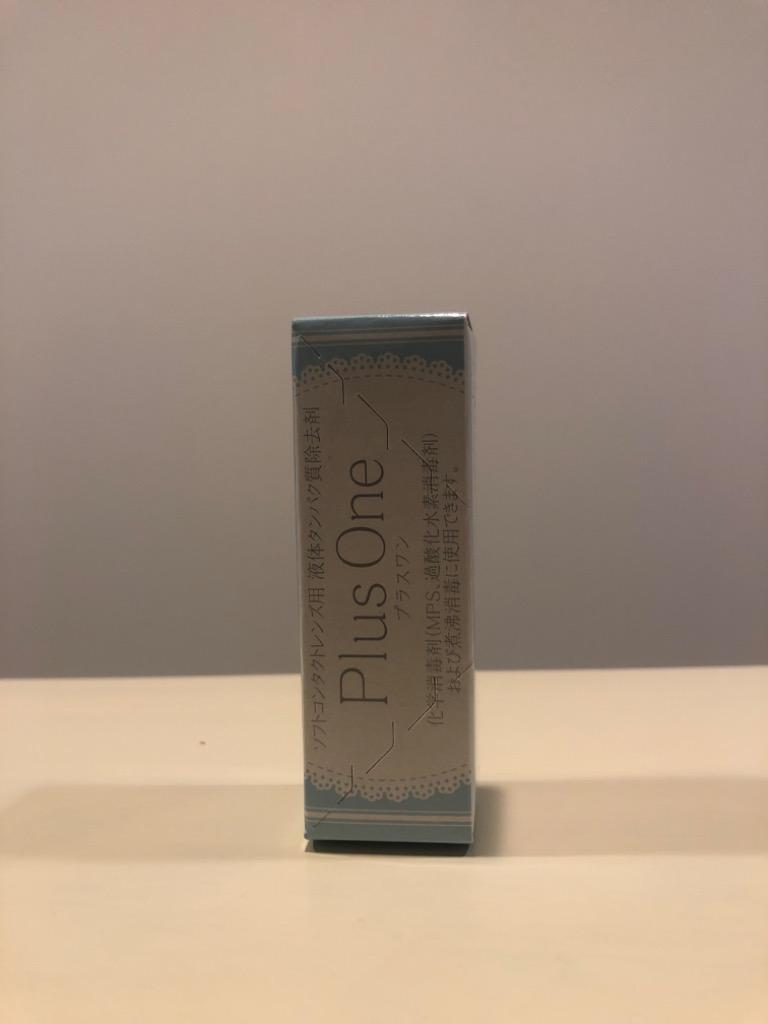 ソフトコンタクトレンズ用 液体タンパク質除去剤
Plus One
プラスワン
化学消毒剤(MPS、過酸化水素消毒剤)
および煮沸消毒に使用できます。